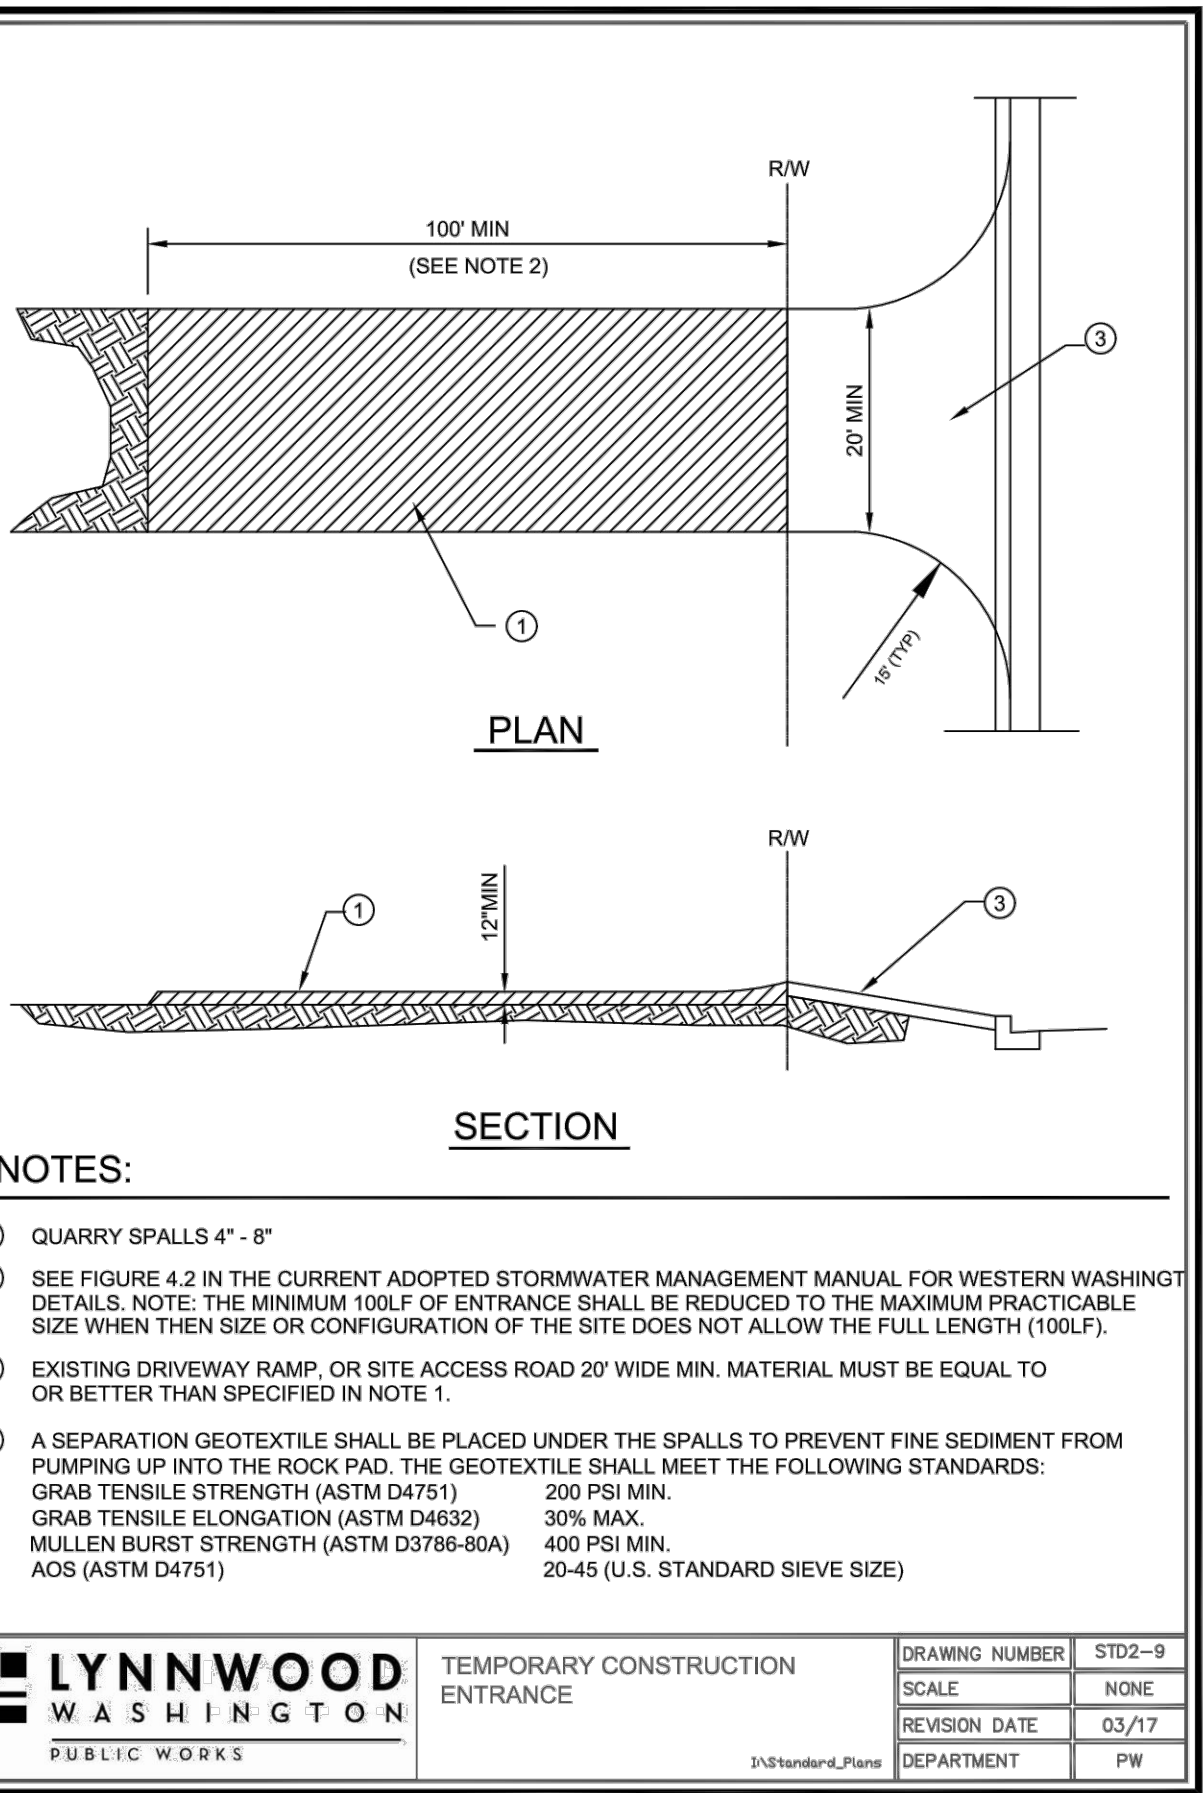 R/W
100' MIN
(SEE NOTE 2)
3
20' MIN
1
15' (TYP)
PLAN
R/W
1
12"MIN
3
SECTION
NOTES:
QUARRY SPALLS 4" - 8"
SEE FIGURE 4.2 IN THE CURRENT ADOPTED STORMWATER MANAGEMENT MANUAL FOR WESTERN WASHINGT
DETAILS. NOTE: THE MINIMUM 100LF OF ENTRANCE SHALL BE REDUCED TO THE MAXIMUM PRACTICABLE
SIZE WHEN THEN SIZE OR CONFIGURATION OF THE SITE DOES NOT ALLOW THE FULL LENGTH (100LF).
EXISTING DRIVEWAY RAMP, OR SITE ACCESS ROAD 20' WIDE MIN. MATERIAL MUST BE EQUAL TO
OR BETTER THAN SPECIFIED IN NOTE 1.
A SEPARATION GEOTEXTILE SHALL BE PLACED UNDER THE SPALLS TO PREVENT FINE SEDIMENT FROM
PUMPING UP INTO THE ROCK PAD. THE GEOTEXTILE SHALL MEET THE FOLLOWING STANDARDS:
GRAB TENSILE STRENGTH (ASTM D4751) 200 PSI MIN.
GRAB TENSILE ELONGATION (ASTM D4632) 30% MAX.
MULLEN BURST STRENGTH (ASTM D3786-80A) 400 PSI MIN.
AOS (ASTM D4751) 20-45 (U.S. STANDARD SIEVE SIZE)
LYNNWOOD
WASHINGTON
PUBLIC WORKS
TEMPORARY CONSTRUCTION
ENTRANCE
I:\Standard_Plans
DRAWING NUMBER STD2-9
SCALE NONE
REVISION DATE 03/17
DEPARTMENT PW